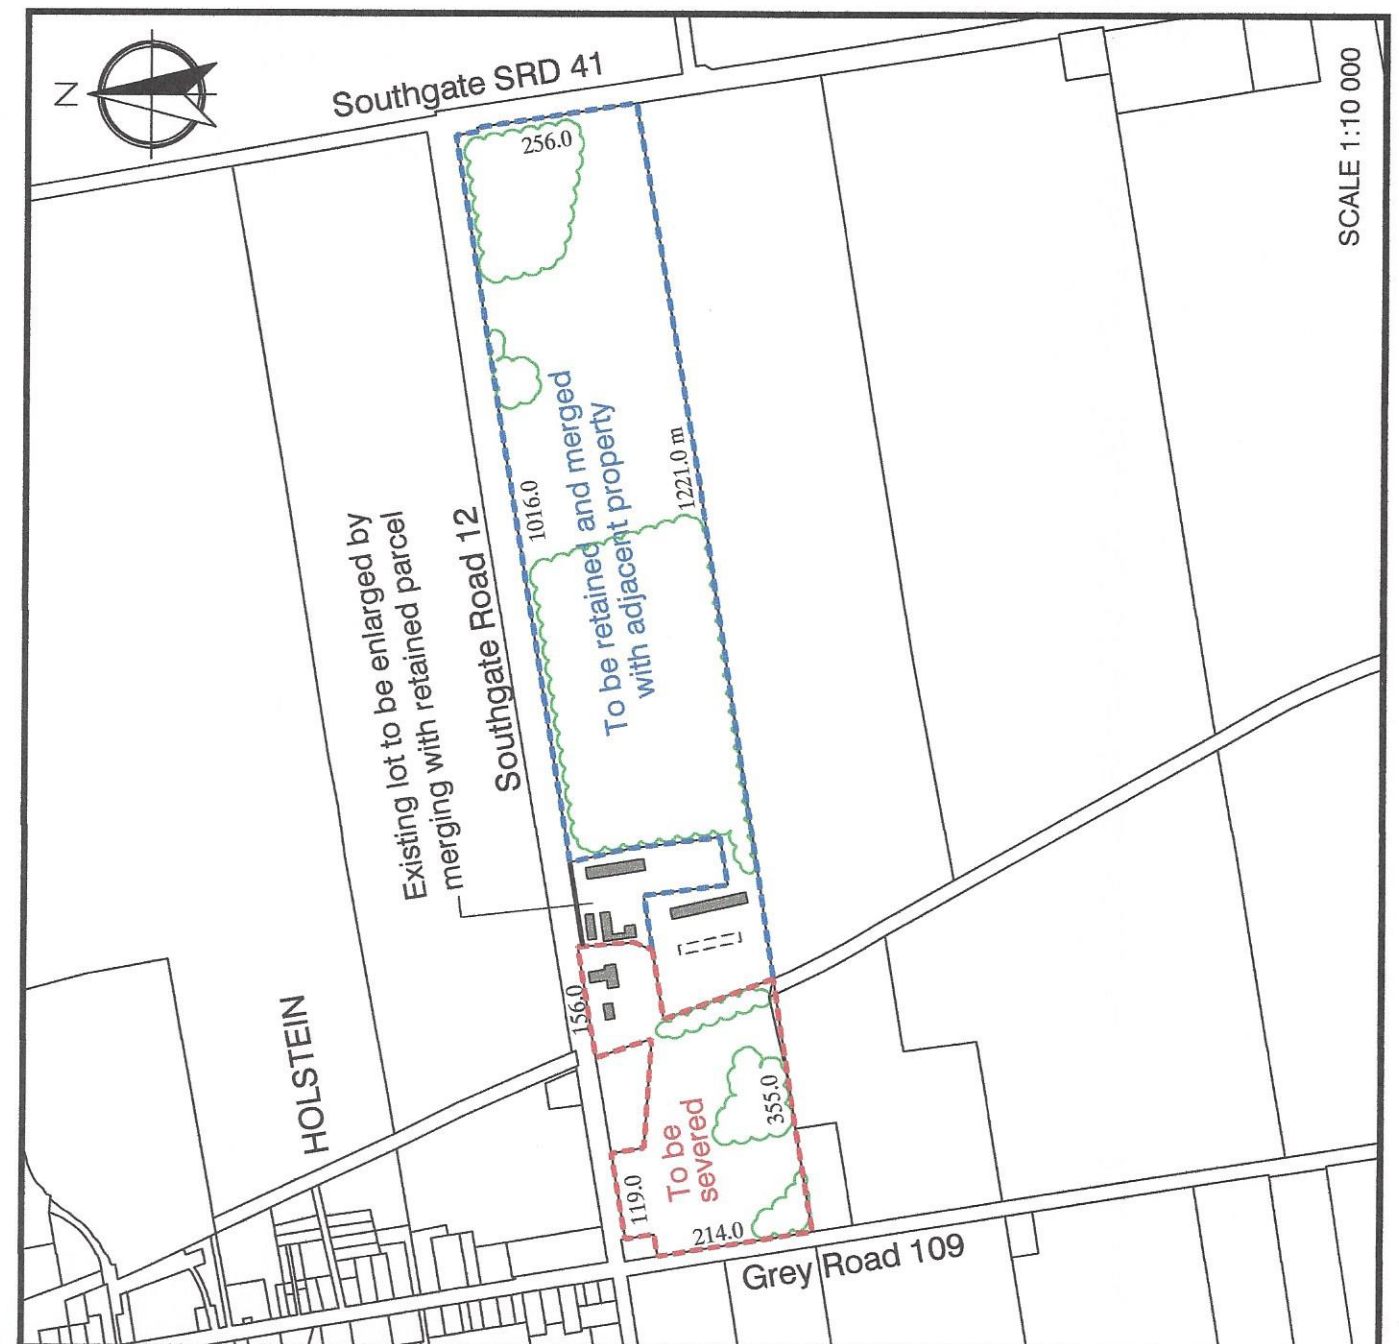 N
Southgate SRD 41
SCALE 1:10 000
256.0
1016.0
1221.0 m
To be retained and merged
with adjacent property
Existing lot to be enlarged by
merging with retained parcel
Southgate Road 12
156.0
HOLSTEIN
355.0
To be
severed
119.0
214.0
Grey Road 109